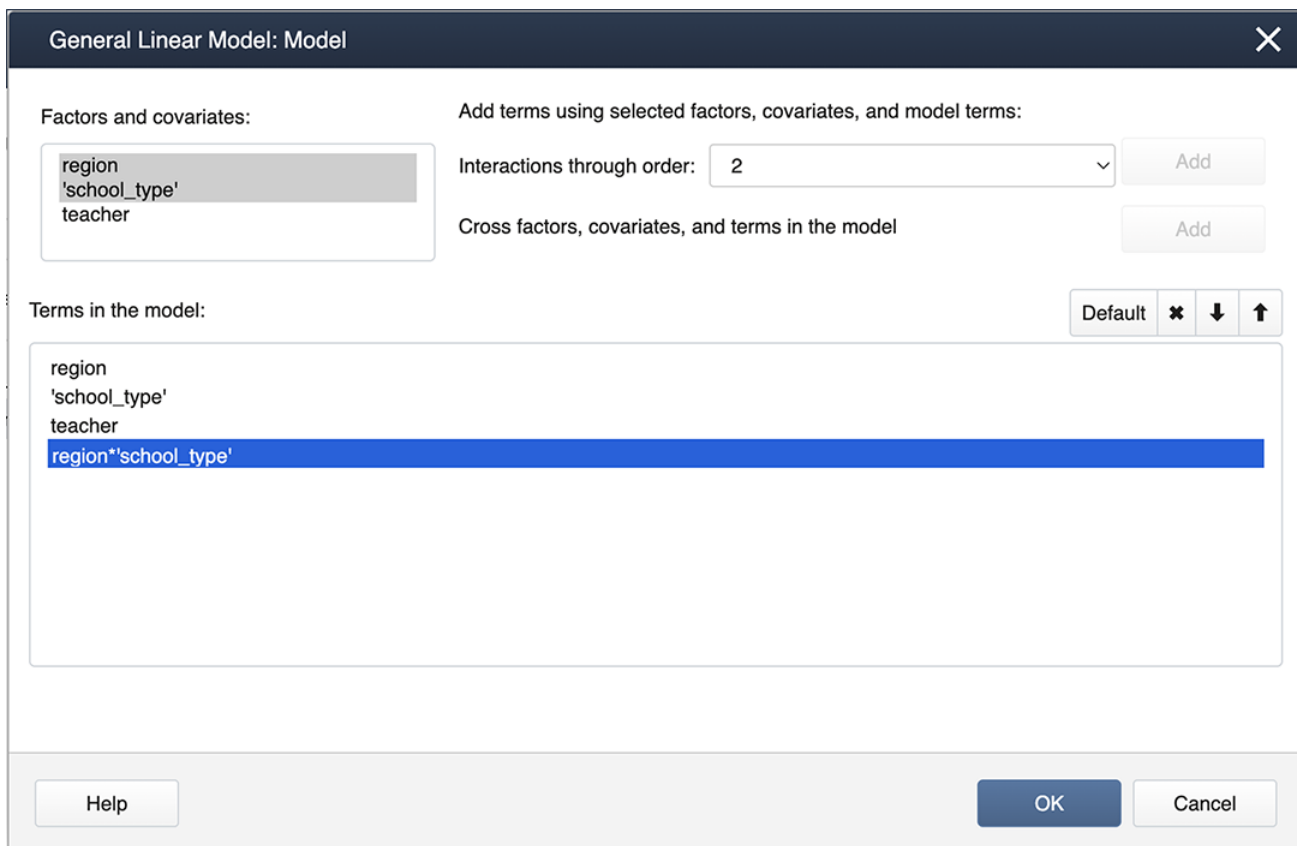 General Linear Model: Model
Factors and covariates:
region
'school_type'
teacher
Add terms using selected factors, covariates, and model terms:
Interactions through order: 2 Add
Cross factors, covariates, and terms in the model Add
Terms in the model:
Default
region
'school_type'
teacher
region*'school_type'
Help OK Cancel